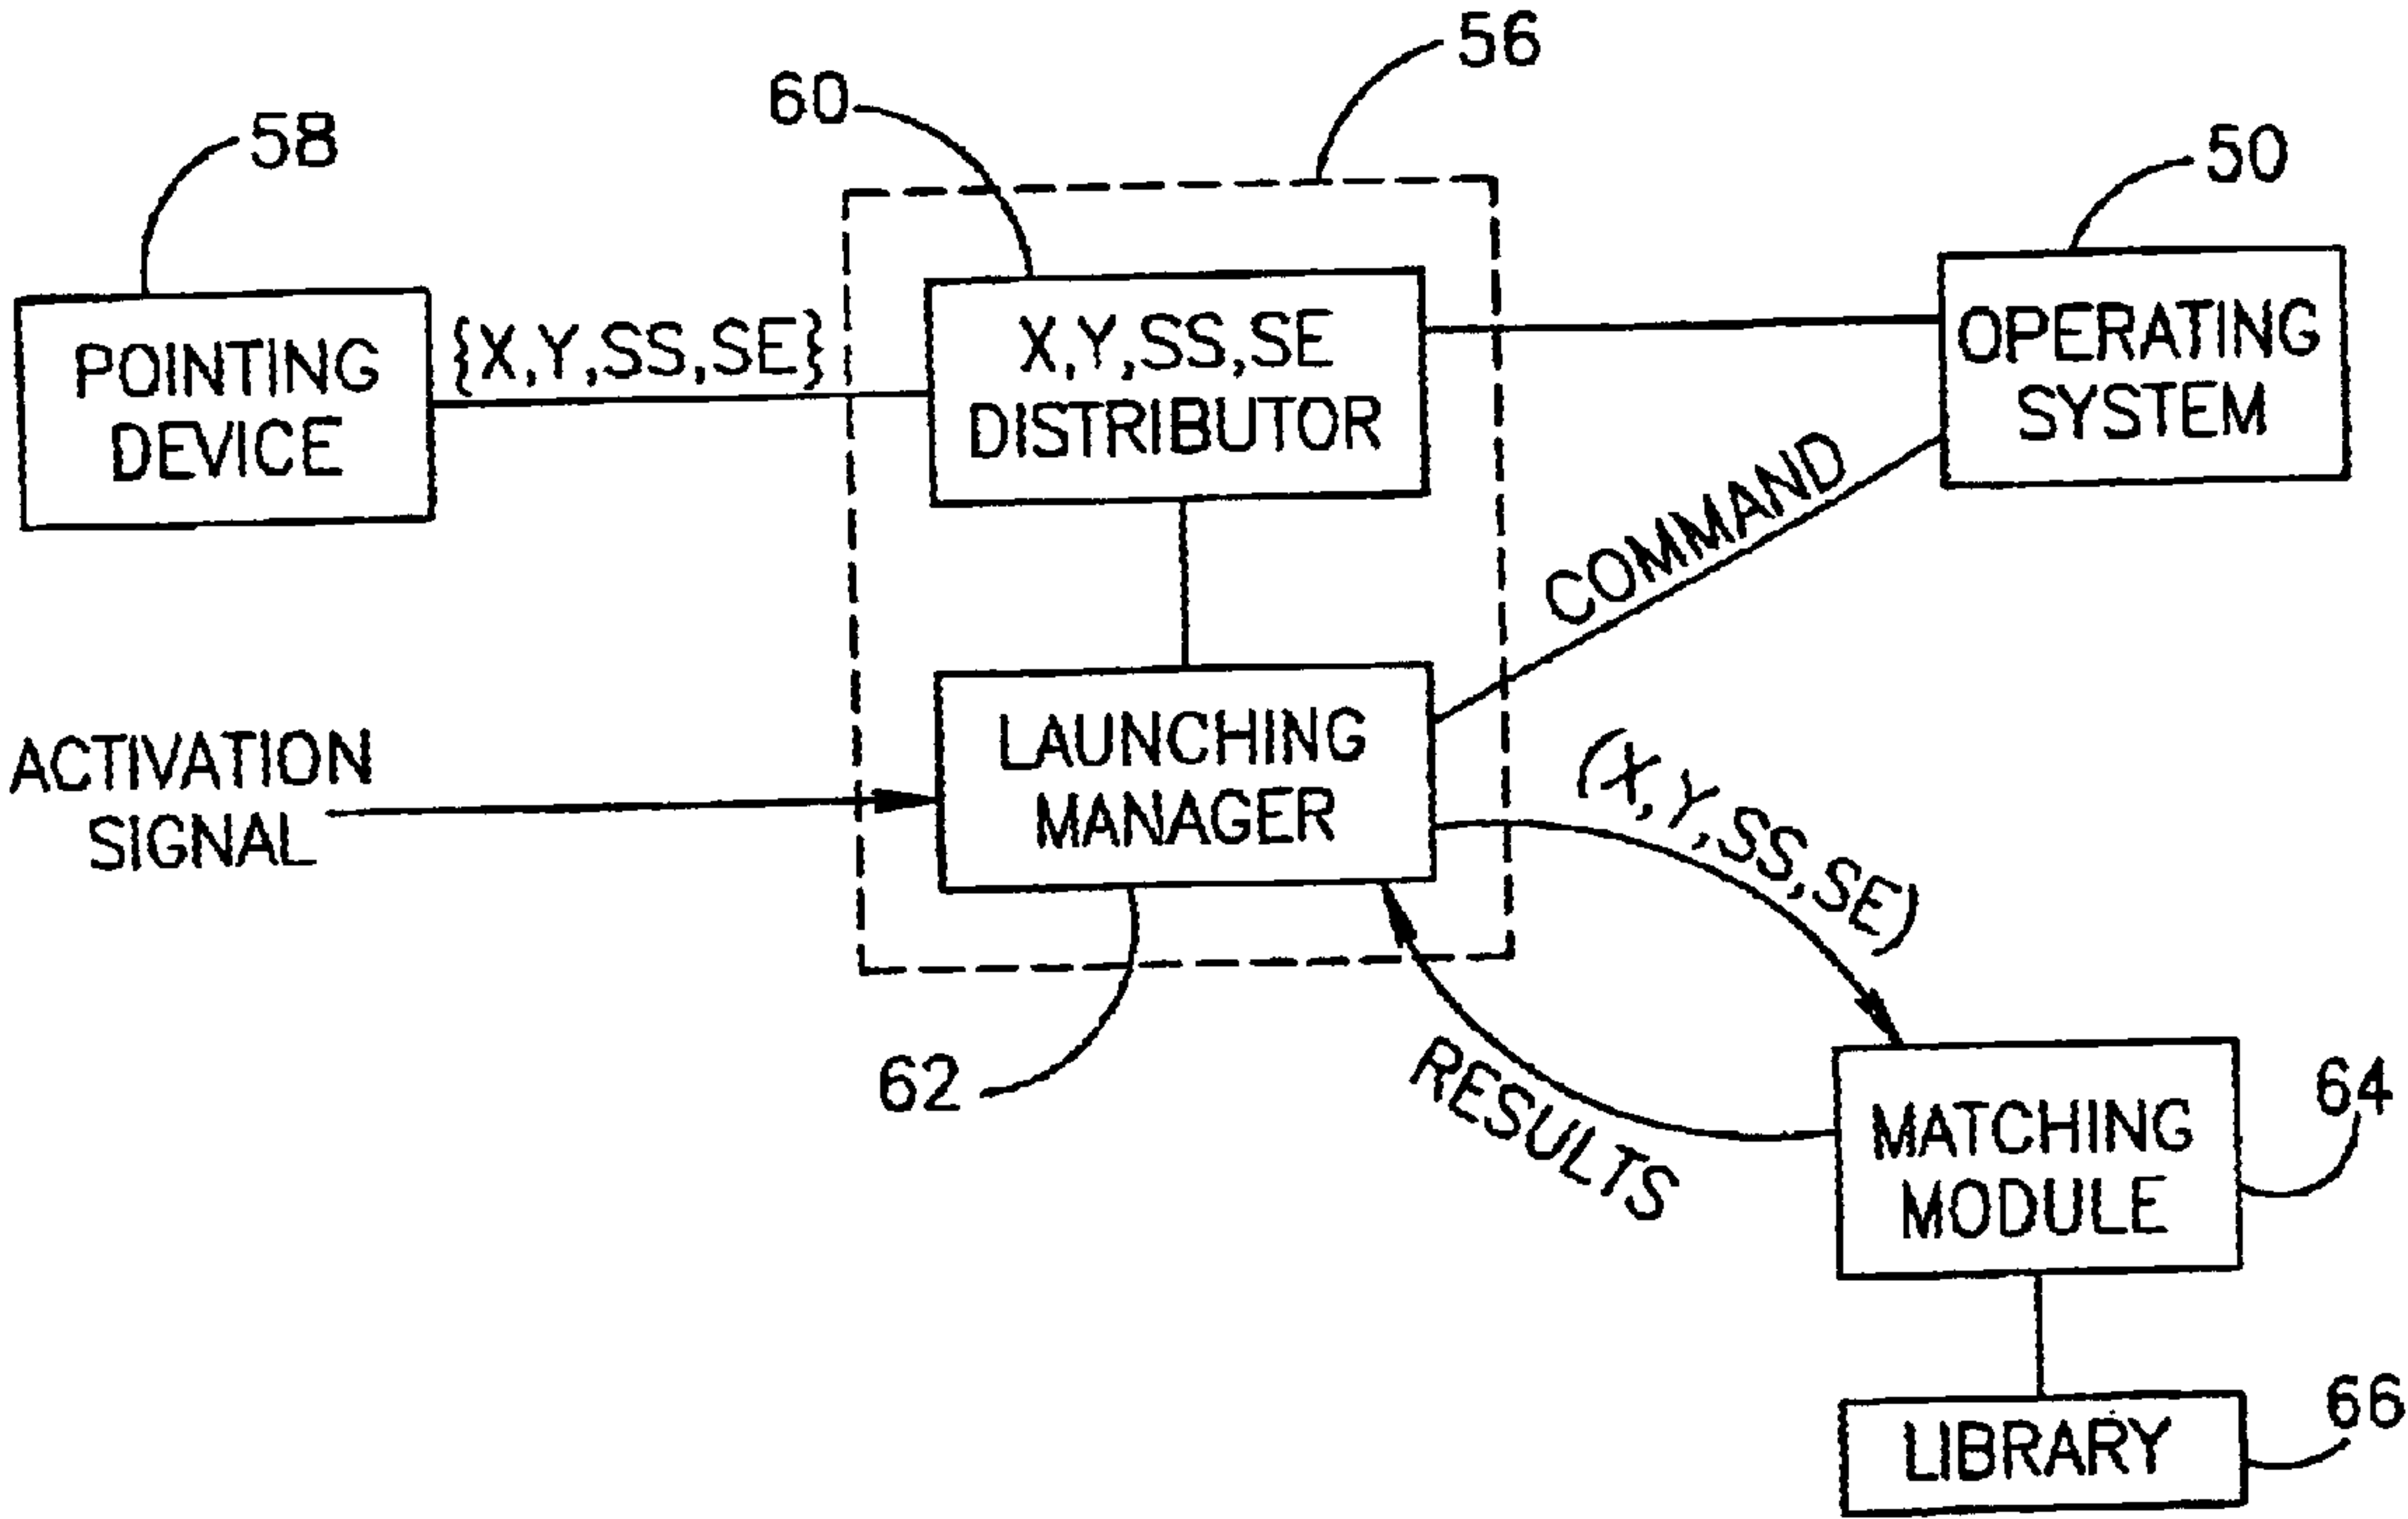 56
60
58
50
POINTING
DEVICE
{X,Y,SS,SE}
X,Y,SS,SE
DISTRIBUTOR
OPERATING
SYSTEM
COMMAND
ACTIVATION
SIGNAL
LAUNCHING
MANAGER
(X,Y,SS,SE)
62
RESULTS
MATCHING
MODULE
64
LIBRARY
66